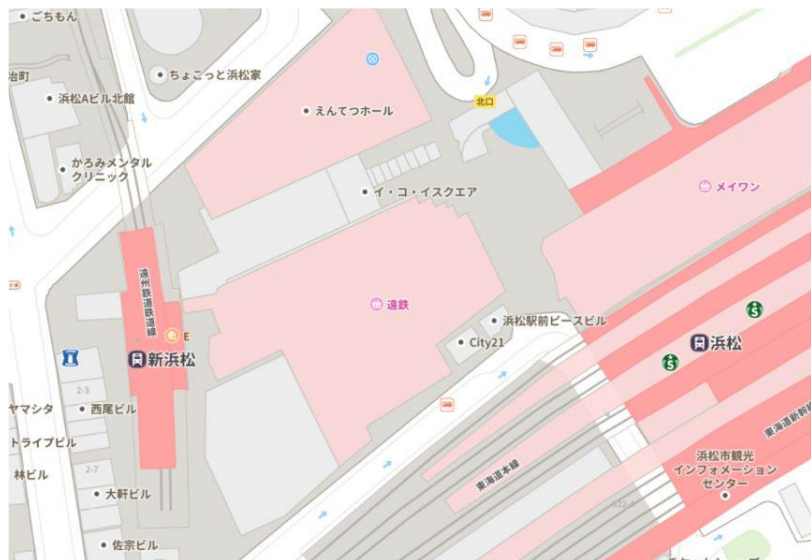 ごちもん
治町
ちょこっと浜松家
浜松Aビル北館
えんてつホール
北口
かろみメンタル
クリニック
イ・コ・イスクエア
メイワン
遠州鉄道鉄道線
遠鉄
浜松駅前ビースビル
City21
E
新浜松
浜松
S
S
2-3
ヤマシタ
西尾ビル
トライブビル
2-7
林ビル
大軒ビル
佐宗ビル
東海道本線
東海道新幹線
浜松市観光
インフォメーション
センター